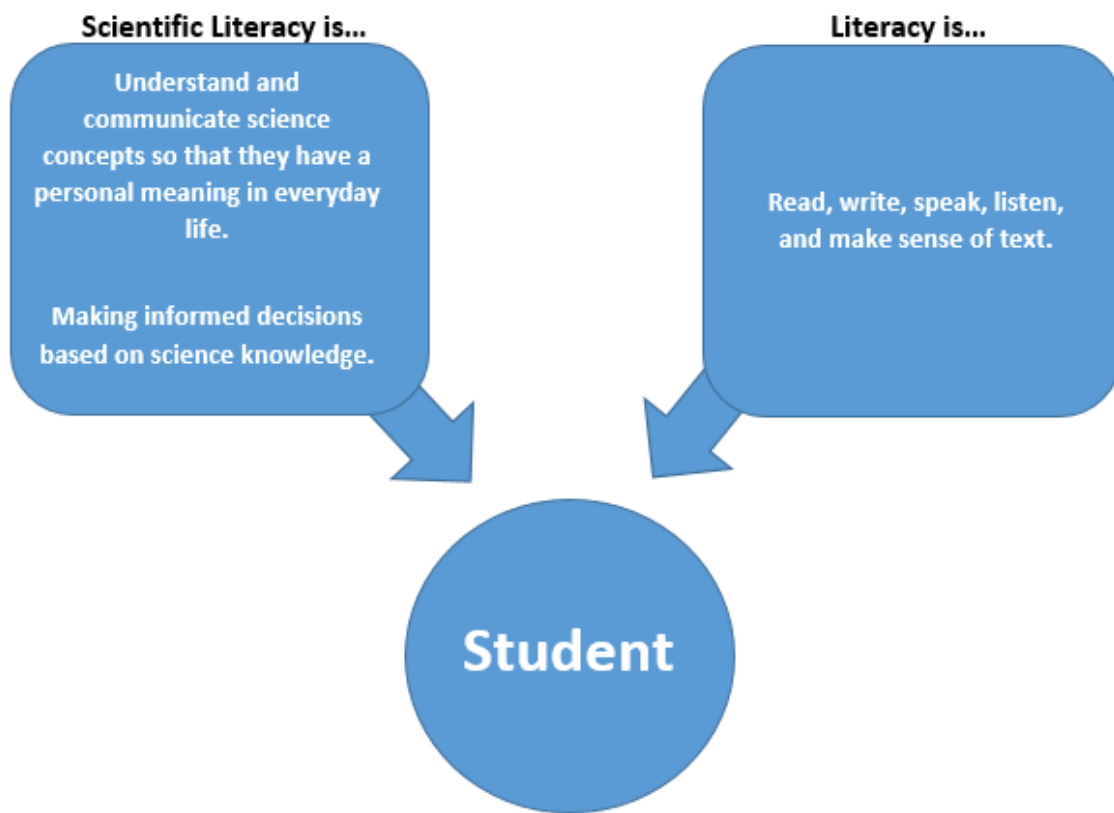 Scientific Literacy is...
Understand and
communicate science
concepts so that they have a
personal meaning in everyday
life.
Making informed decisions
based on science knowledge.
Literacy is...
Read, write, speak, listen,
and make sense of text.
Student